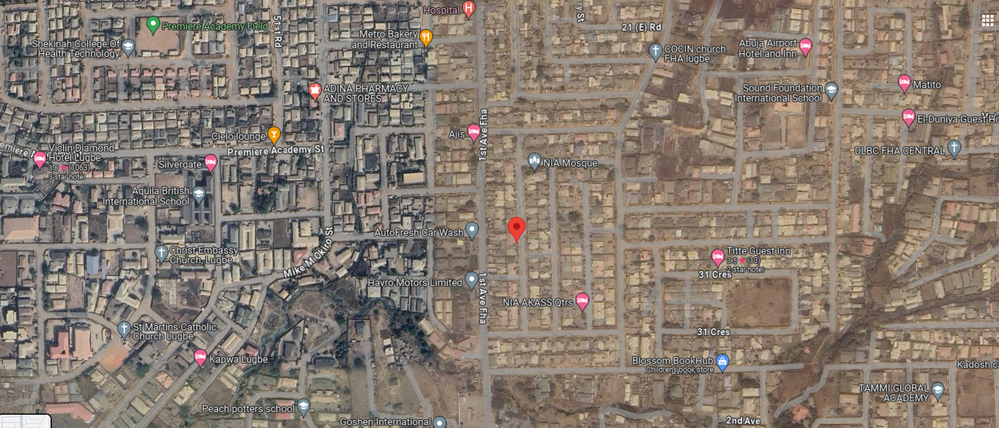 Hospital
Premiere Academy Field
51st Rd
21 (E) Rd
Metro Bakery
and Restaurant
Shekinah College Of
Health Technology
COCIN church
FHA lugbe
Abuja Airport
Hotel and Inn
ADINA PHARMACY
AND STORES
Sound Foundation
International School
Matito
El-Duniya Guest Ho
1st Ave Fha
Ajis
Cielo lounge
Premiere Academy St
Viclin Diamond
Hotel Lugbe
3.8 ★ (1063)
3-star hotel
Silvergate
NIA Mosque
DLBC FHA CENTRAL
Aquila British
International School
AutoFresh Car Wash
Mike M Okiro St
Christ Embassy
Church, Lugbe
Titte Guest Inn
3.5 ★ (13)
2-star hotel
31 Cres
Havro Motors Limited
1st Ave Fha
NIA AKASS Qtrs
St Martins Catholic
Church Lugbe
31 Cres
Kapwa Lugbe
Blossom BookHub
Children's book store
Kadosh ca
TAMMI GLOBAL
ACADEMY
Peach potters school
Goshen International
2nd Ave